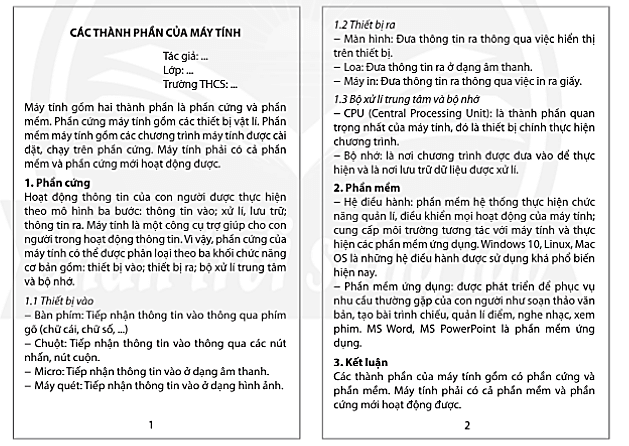 CÁC THÀNH PHẦN CỦA MÁY TÍNH
Tác giả: ...
Lớp: ...
Trường THCS: ...
Máy tính gồm hai thành phần là phần cứng và phần
mềm. Phần cứng máy tính gồm các thiết bị vật lí. Phần
mềm máy tính gồm các chương trình máy tính được cài
đặt, chạy trên phần cứng. Máy tính phải có cả phần
mềm và phần cứng mới hoạt động được.
1. Phần cứng
Hoạt động thông tin của con người được thực hiện
theo mô hình ba bước: thông tin vào; xử lí, lưu trữ;
thông tin ra. Máy tính là một công cụ trợ giúp cho con
người trong hoạt động thông tin. Vì vậy, phần cứng của
máy tính có thể được phân loại theo ba khối chức năng
cơ bản gồm: thiết bị vào; thiết bị ra; bộ xử lí trung tâm
và bộ nhớ.
1.1 Thiết bị vào
– Bàn phím: Tiếp nhận thông tin vào thông qua phím
gõ (chữ cái, chữ số, ...)
– Chuột: Tiếp nhận thông tin vào thông qua các nút
nhấn, nút cuộn.
– Micro: Tiếp nhận thông tin vào ở dạng âm thanh.
– Máy quét: Tiếp nhận thông tin vào ở dạng hình ảnh.
1
1.2 Thiết bị ra
– Màn hình: Đưa thông tin ra thông qua việc hiển thị
trên thiết bị.
– Loa: Đưa thông tin ra ở dạng âm thanh.
– Máy in: Đưa thông tin ra thông qua việc in ra giấy.
1.3 Bộ xử lí trung tâm và bộ nhớ
– CPU (Central Processing Unit): là thành phần quan
trọng nhất của máy tính, đó là thiết bị chính thực hiện
chương trình.
– Bộ nhớ: là nơi chương trình được đưa vào để thực
hiện và là nơi lưu trữ dữ liệu được xử lí.
2. Phần mềm
– Hệ điều hành: phần mềm hệ thống thực hiện chức
năng quản lí, điều khiển mọi hoạt động của máy tính;
cung cấp môi trường tương tác với máy tính và thực
hiện các phần mềm ứng dụng. Windows 10, Linux, Mac
OS là những hệ điều hành được sử dụng khá phổ biến
hiện nay.
– Phần mềm ứng dụng: được phát triển để phục vụ
nhu cầu thường gặp của con người như soạn thảo văn
bản, tạo bài trình chiếu, quản lí điểm, nghe nhạc, xem
phim. MS Word, MS PowerPoint là phần mềm ứng
dụng.
3. Kết luận
Các thành phần của máy tính gồm có phần cứng và
phần mềm. Máy tính phải có cả phần mềm và phần
cứng mới hoạt động được.
2